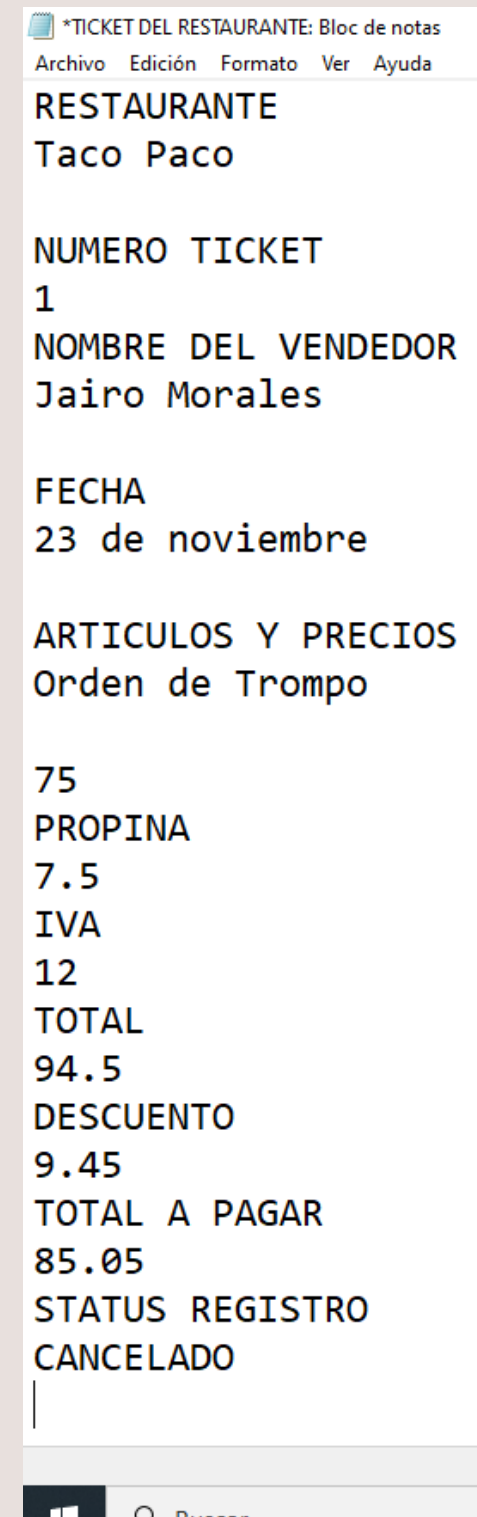 *TICKET DEL RESTAURANTE: Bloc de notas
Archivo Edición Formato Ver Ayuda
RESTAURANTE
Taco Paco
NUMERO TICKET
1
NOMBRE DEL VENDEDOR
Jairo Morales
FECHA
23 de noviembre
ARTICULOS Y PRECIOS
Orden de Trompo
75
PROPINA
7.5
IVA
12
TOTAL
94.5
DESCUENTO
9.45
TOTAL A PAGAR
85.05
STATUS REGISTRO
CANCELADO